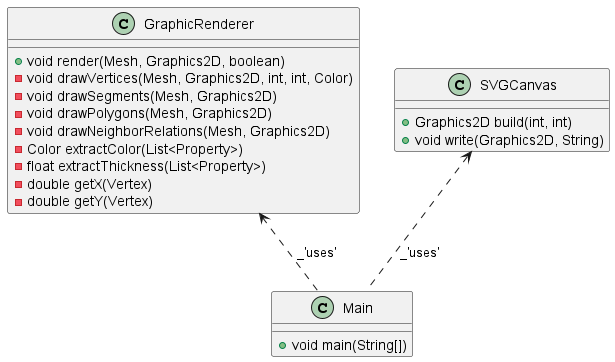 C GraphicRenderer
void render(Mesh, Graphics2D, boolean)
void drawVertices(Mesh, Graphics2D, int, int, Color)
void drawSegments(Mesh, Graphics2D)
void drawPolygons(Mesh, Graphics2D)
void drawNeighborRelations(Mesh, Graphics2D)
Color extractColor(List<Property>)
float extractThickness(List<Property>)
double getX(Vertex)
double getY(Vertex)
C SVGCanvas
Graphics2D build(int, int)
void write(Graphics2D, String)
_'uses'
_'uses'
C Main
void main(String[])